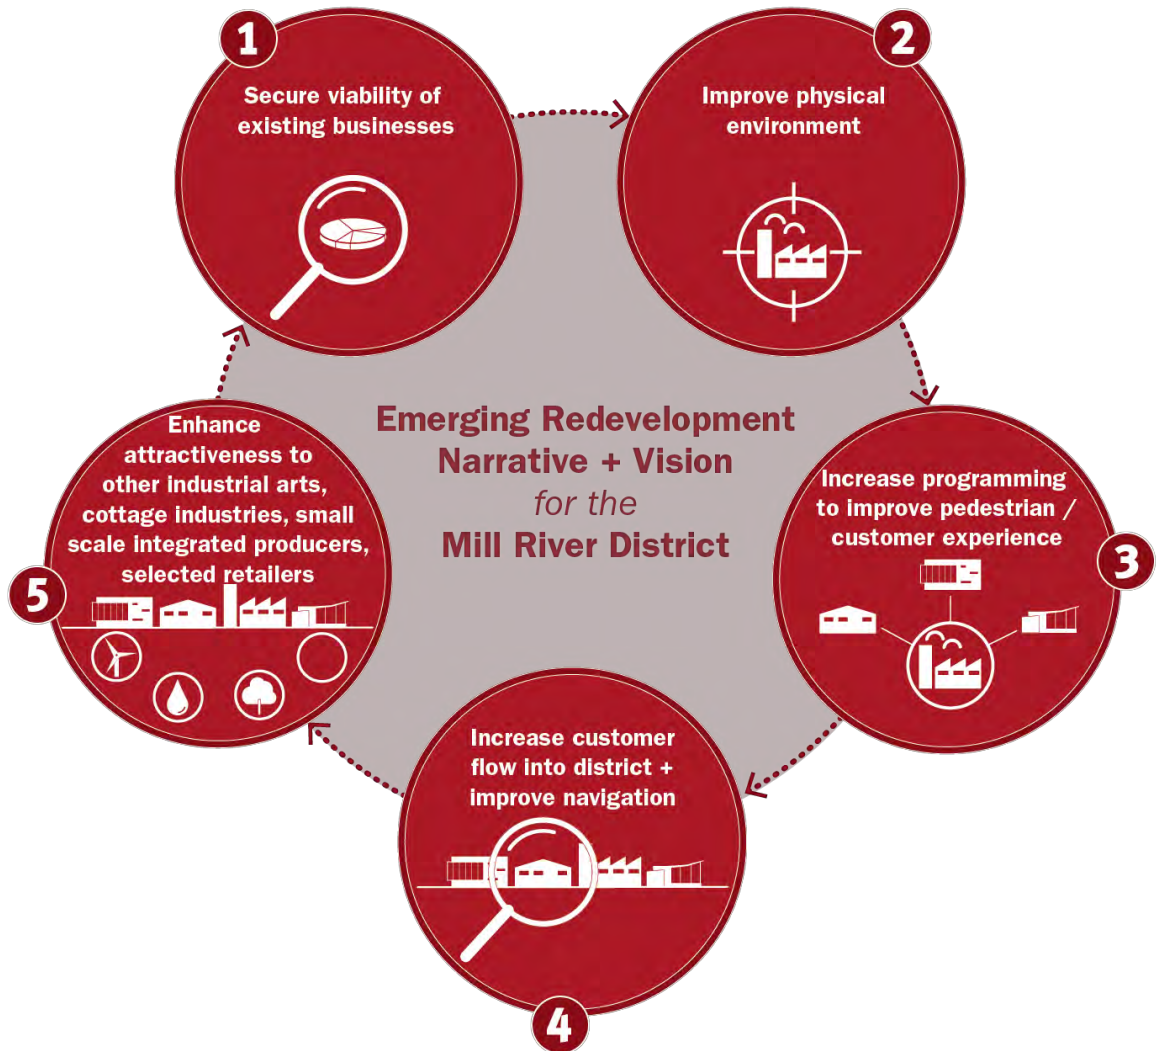 1
Secure viability of
existing businesses
2
Improve physical
environment
Emerging Redevelopment
Narrative + Vision
for the
Mill River District
3
Increase programming
to improve pedestrian /
customer experience
4
Increase customer
flow into district +
improve navigation
5
Enhance
attractiveness to
other industrial arts,
cottage industries, small
scale integrated producers,
selected retailers